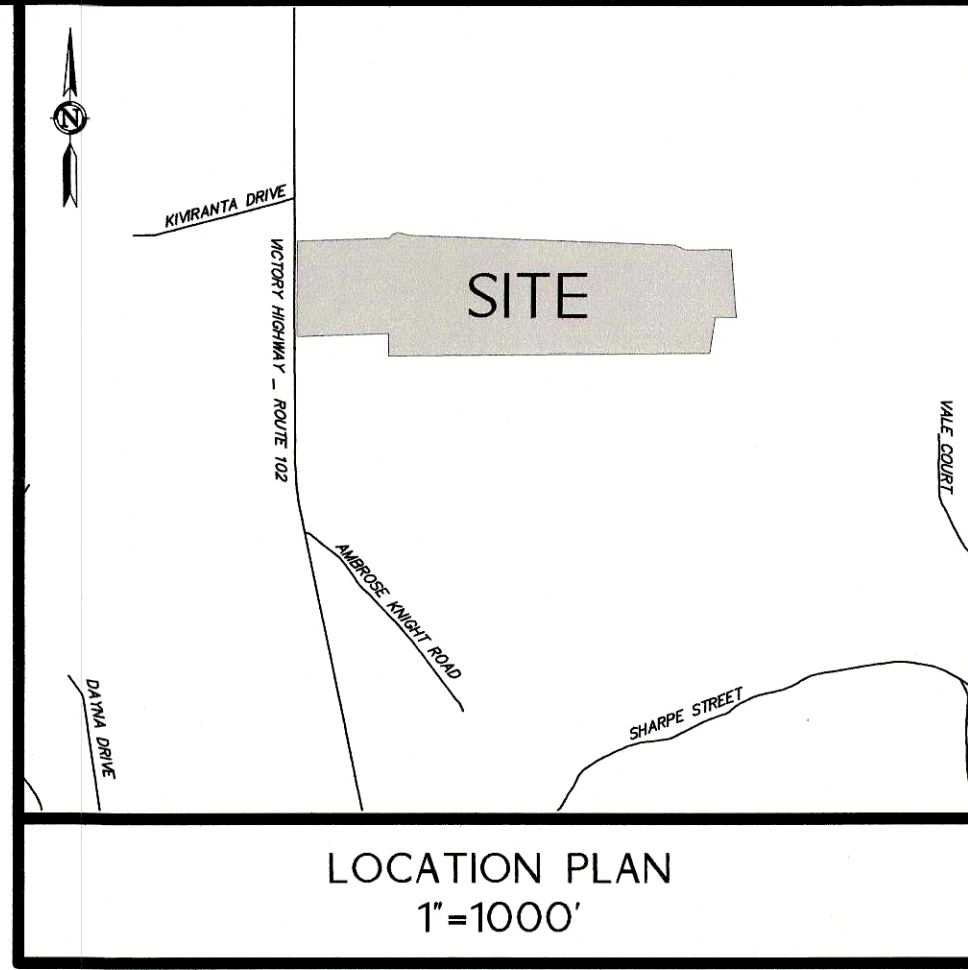 N
KIVIRANTA DRIVE
VICTORY HIGHWAY _ ROUTE 102
SITE
VALE COURT
AMBROSE KNIGHT ROAD
DAYNA DRIVE
SHARPE STREET
LOCATION PLAN
1"=1000'